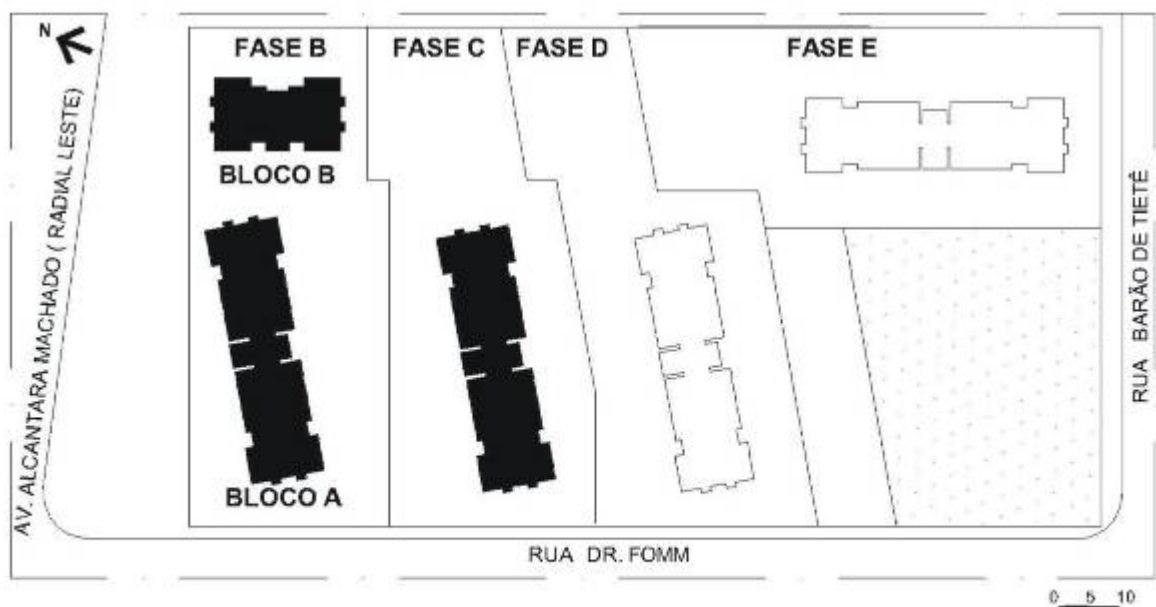 N
FASE B
FASE C
FASE D
FASE E
BLOCO B
BLOCO A
AV. ALCANTARA MACHADO ( RADIAL LESTE)
RUA BARÃO DE TIETÊ
RUA DR. FOMM
0 5 10